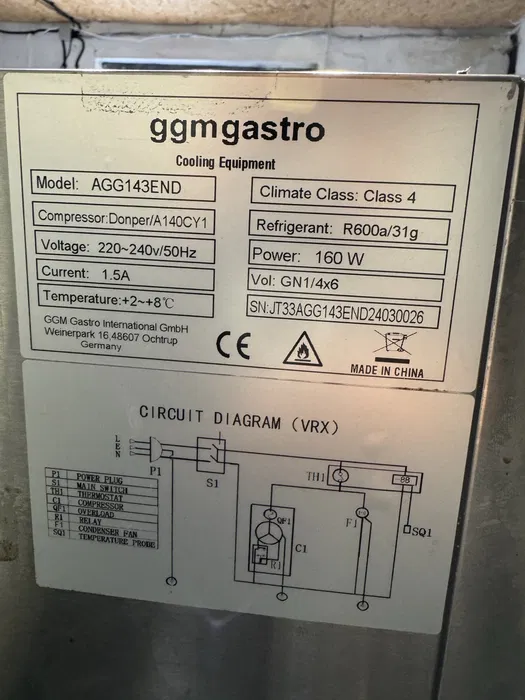 ggmgastro
Cooling Equipment
Model: AGG143END
Compressor:Donper/A140CY1
Voltage: 220~240v/50Hz
Current: 1.5A
Temperature:+2~+8℃
Climate Class: Class 4
Refrigerant: R600a/31g
Power: 160 W
Vol: GN1/4x6
SN:JT33AGG143END24030026
GGM Gastro International GmbH
Weinerpark 16,48607 Ochtrup
Germany
CE
MADE IN CHINA
CIRCUIT DIAGRAM (VRX)
L
E
N
P1
S1
TH1
SQ1
F1
QF1
C1
R1
P1 POWER PLUG
S1 MAIN SWITCH
TH1 THERMOSTAT
C1 COMPRESSOR
QF1 OVERLOAD
R1 RELAY
F1 CONDENSER PAN
SQ1 TEMPERATURE PROBE